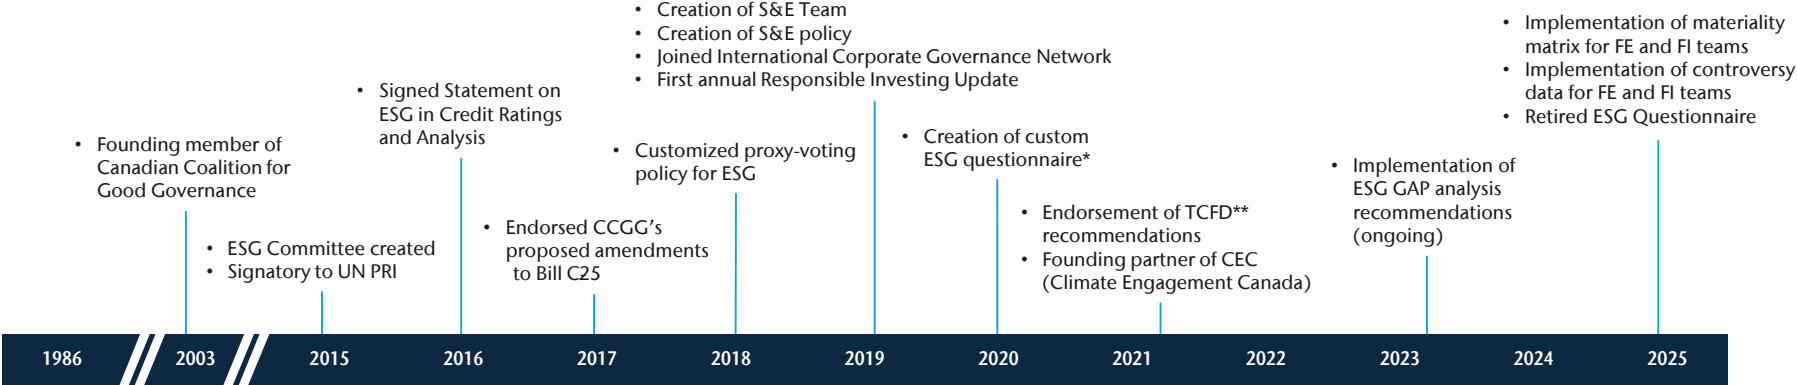 • Founding member of
Canadian Coalition for
Good Governance
• ESG Committee created
• Signatory to UN PRI
• Signed Statement on
ESG in Credit Ratings
and Analysis
• Endorsed CCGG’s
proposed amendments
to Bill C-25
• Customized proxy-voting
policy for ESG
• Creation of S&E Team
• Creation of S&E policy
• Joined International Corporate Governance Network
• First annual Responsible Investing Update
• Creation of custom
ESG questionnaire*
• Endorsement of TCFD**
recommendations
• Founding partner of CEC
(Climate Engagement Canada)
• Implementation of
ESG GAP analysis
recommendations
(ongoing)
• Implementation of materiality
matrix for FE and FI teams
• Implementation of controversy
data for FE and FI teams
• Retired ESG Questionnaire
1986 2003 2015 2016 2017 2018 2019 2020 2021 2022 2023 2024 2025